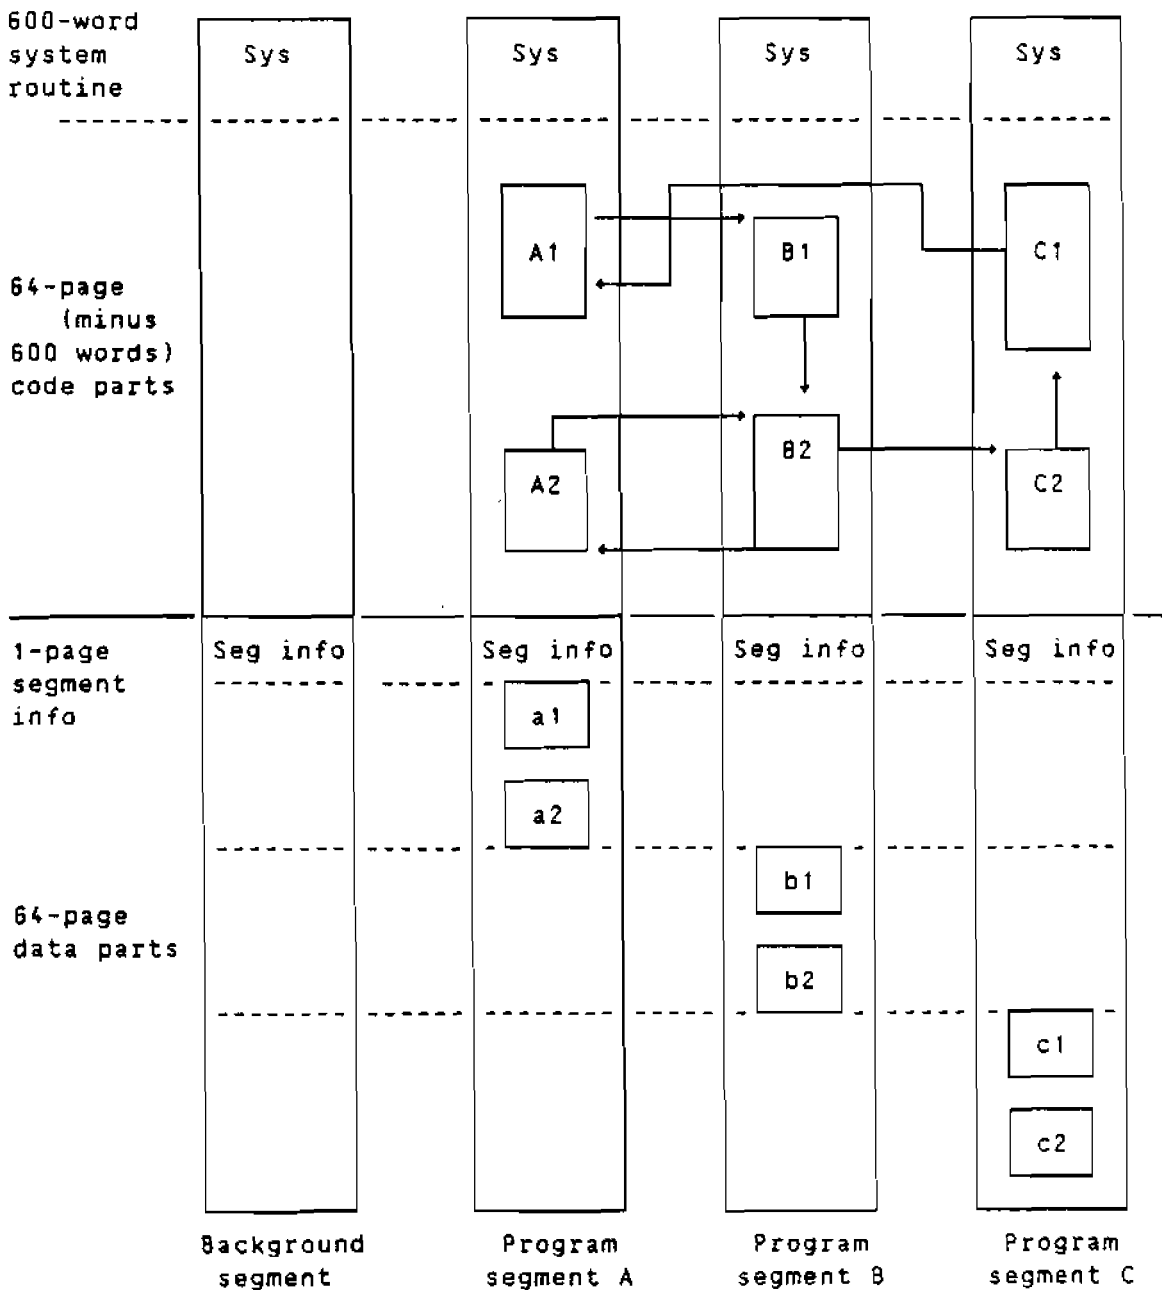 600-word
system
routine
Sys
Sys
Sys
Sys
64-page
(minus
600 words)
code parts
A1
B1
C1
A2
B2
C2
1-page
segment
info
Seg info
Seg info
Seg info
Seg info
a1
a2
b1
b2
64-page
data parts
c1
c2
Background
segment
Program
segment A
Program
segment B
Program
segment C